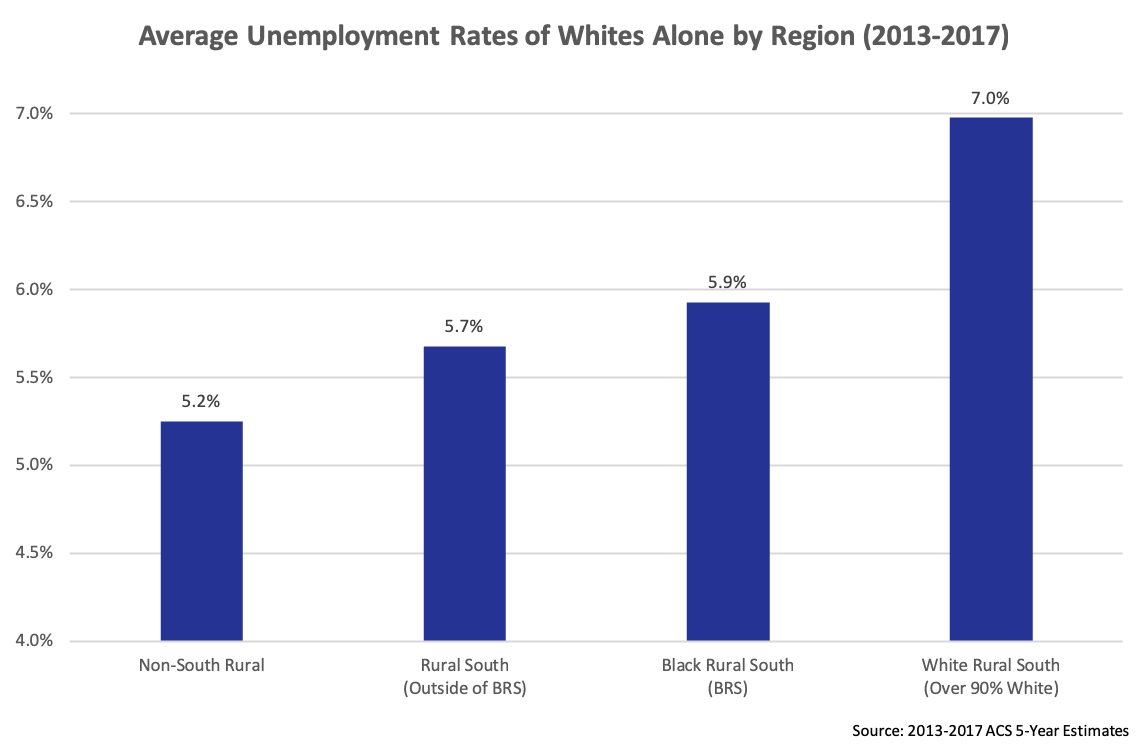 Average Unemployment Rates of Whites Alone by Region (2013-2017)
7.0%
6.5%
6.0%
5.5%
5.0%
4.5%
4.0%
5.2%
5.7%
5.9%
7.0%
Non-South Rural
Rural South
(Outside of BRS)
Black Rural South
(BRS)
White Rural South
(Over 90% White)
Source: 2013-2017 ACS 5-Year Estimates